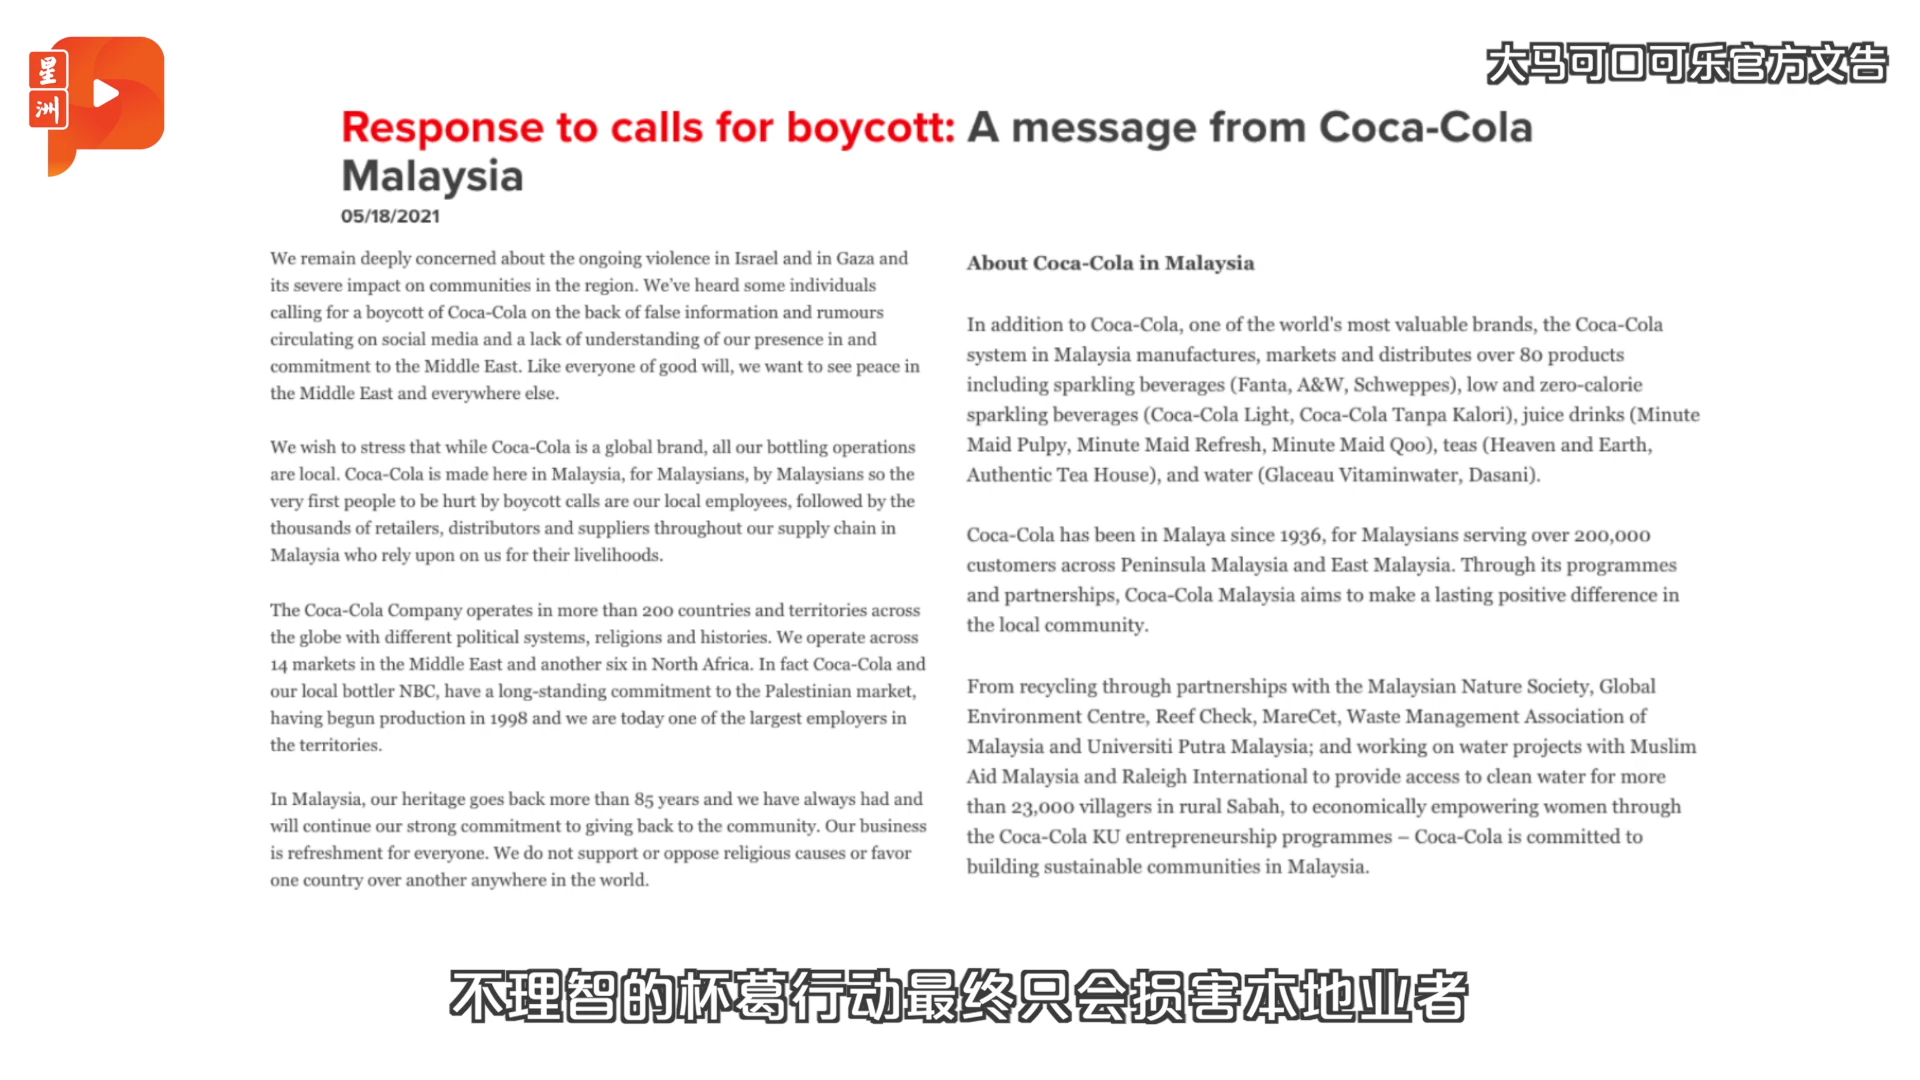 星洲
大马可口可乐官方文告
Response to calls for boycott: A message from Coca-Cola
Malaysia
05/18/2021
We remain deeply concerned about the ongoing violence in Israel and in Gaza and
its severe impact on communities in the region. We've heard some individuals
calling for a boycott of Coca-Cola on the back of false information and rumours
circulating on social media and a lack of understanding of our presence in and
commitment to the Middle East. Like everyone of good will, we want to see peace in
the Middle East and everywhere else.
We wish to stress that while Coca-Cola is a global brand, all our bottling operations
are local. Coca-Cola is made here in Malaysia, for Malaysians, by Malaysians so the
very first people to be hurt by boycott calls are our local employees, followed by the
thousands of retailers, distributors and suppliers throughout our supply chain in
Malaysia who rely upon on us for their livelihoods.
The Coca-Cola Company operates in more than 200 countries and territories across
the globe with different political systems, religions and histories. We operate across
14 markets in the Middle East and another six in North Africa. In fact Coca-Cola and
our local bottler NBC, have a long-standing commitment to the Palestinian market,
having begun production in 1998 and we are today one of the largest employers in
the territories.
In Malaysia, our heritage goes back more than 85 years and we have always had and
will continue our strong commitment to giving back to the community. Our business
is refreshment for everyone. We do not support or oppose religious causes or favor
one country over another anywhere in the world.
About Coca-Cola in Malaysia
In addition to Coca-Cola, one of the world's most valuable brands, the Coca-Cola
system in Malaysia manufactures, markets and distributes over 80 products
including sparkling beverages (Fanta, A&W, Schweppes), low and zero-calorie
sparkling beverages (Coca-Cola Light, Coca-Cola Tanpa Kalori), juice drinks (Minute
Maid Pulpy, Minute Maid Refresh, Minute Maid Qoo), teas (Heaven and Earth,
Authentic Tea House), and water (Glaceau Vitaminwater, Dasani).
Coca-Cola has been in Malaya since 1936, for Malaysians serving over 200,000
customers across Peninsula Malaysia and East Malaysia. Through its programmes
and partnerships, Coca-Cola Malaysia aims to make a lasting positive difference in
the local community.
From recycling through partnerships with the Malaysian Nature Society, Global
Environment Centre, Reef Check, MareCet, Waste Management Association of
Malaysia and Universiti Putra Malaysia; and working on water projects with Muslim
Aid Malaysia and Raleigh International to provide access to clean water for more
than 23,000 villagers in rural Sabah, to economically empowering women through
the Coca-Cola KU entrepreneurship programmes – Coca-Cola is committed to
building sustainable communities in Malaysia.
不理智的杯葛行动最终只会损害本地业者